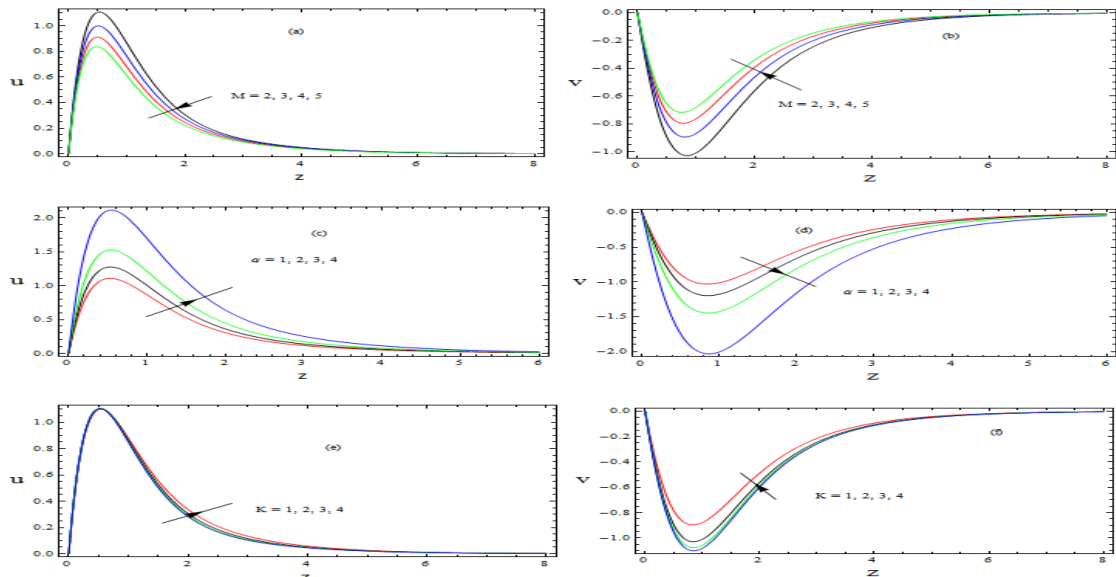 (a)
u
1.0
0.8
0.6
0.4
0.2
0.0
M = 2, 3, 4, 5
0 2 4 6 8
z
(b)
v
0.0
−0.2
−0.4
−0.6
−0.8
−1.0
M = 2, 3, 4, 5
0 2 4 6 8
z
(c)
u
2.0
1.5
1.0
0.5
0.0
α = 1, 2, 3, 4
0 1 2 3 4 5 6
z
(d)
v
0.0
−0.5
−1.0
−1.5
−2.0
α = 1, 2, 3, 4
0 1 2 3 4 5 6
z
(e)
u
1.0
0.8
0.6
0.4
0.2
0.0
K = 1, 2, 3, 4
0 2 4 6 8
z
(f)
v
0.0
−0.2
−0.4
−0.6
−0.8
−1.0
K = 1, 2, 3, 4
0 2 4 6 8
z